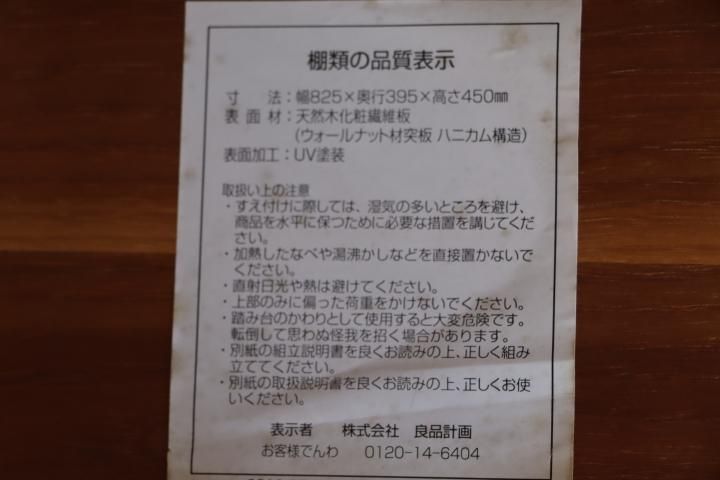 棚類の品質表示
寸　法：幅825×奥行395×高さ450㎜
表面材：天然木化粧繊維板
（ウォールナット材突板 ハニカム構造）
表面加工：UV塗装
取扱い上の注意
・すえ付けに際しては、湿気の多いところを避け、
商品を水平に保つために必要な措置を講じてくだ
さい。
・加熱したなべや湯沸かしなどを直接置かないで
ください。
・直射日光や熱は避けてください。
・上部のみに偏った荷重をかけないでください。
・踏み台のかわりとして使用すると大変危険です。
転倒して思わぬ怪我を招く場合があります。
・別紙の組立説明書を良くお読みの上、正しく組み
立ててください。
・別紙の取扱説明書を良くお読みの上、正しくお使
いください。
表示者　株式会社　良品計画
お客様でんわ　0120-14-6404